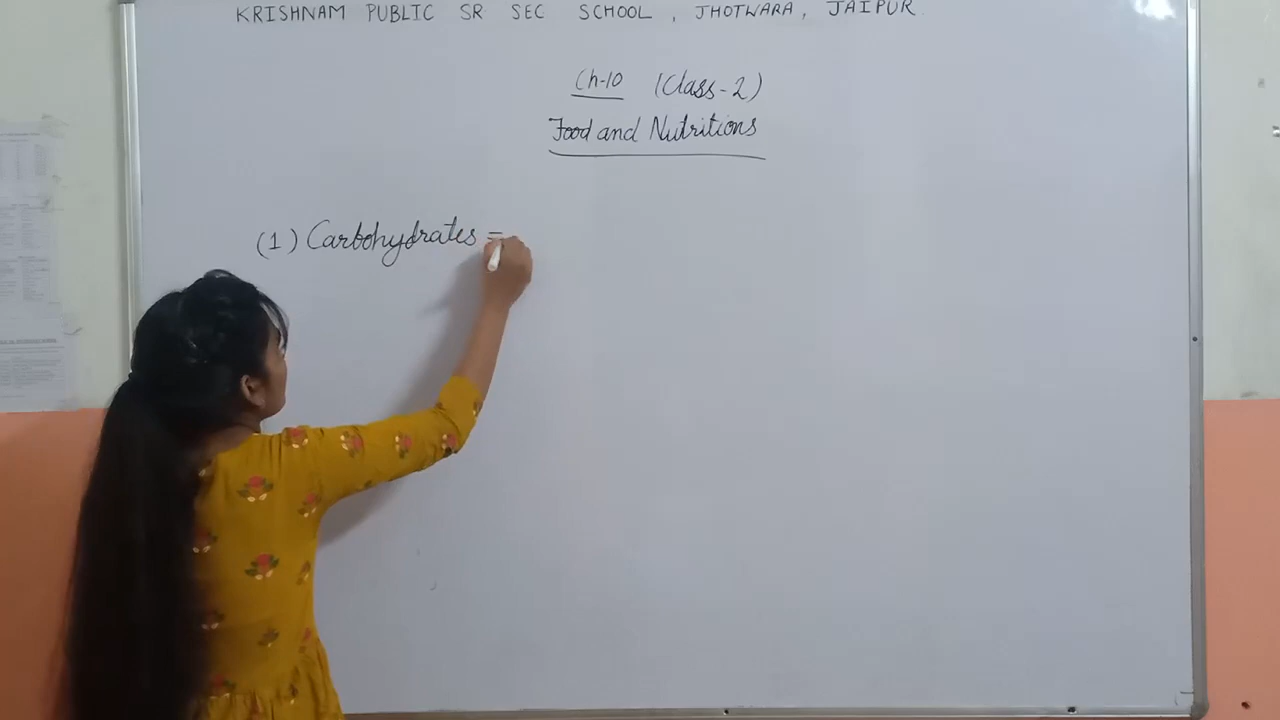 KRISHNAM PUBLIC SR SEC SCHOOL , JHOTWARA , JAIPUR.
Ch-10 (Class-2)
Food and Nutritions
(1) Carbohydrates =